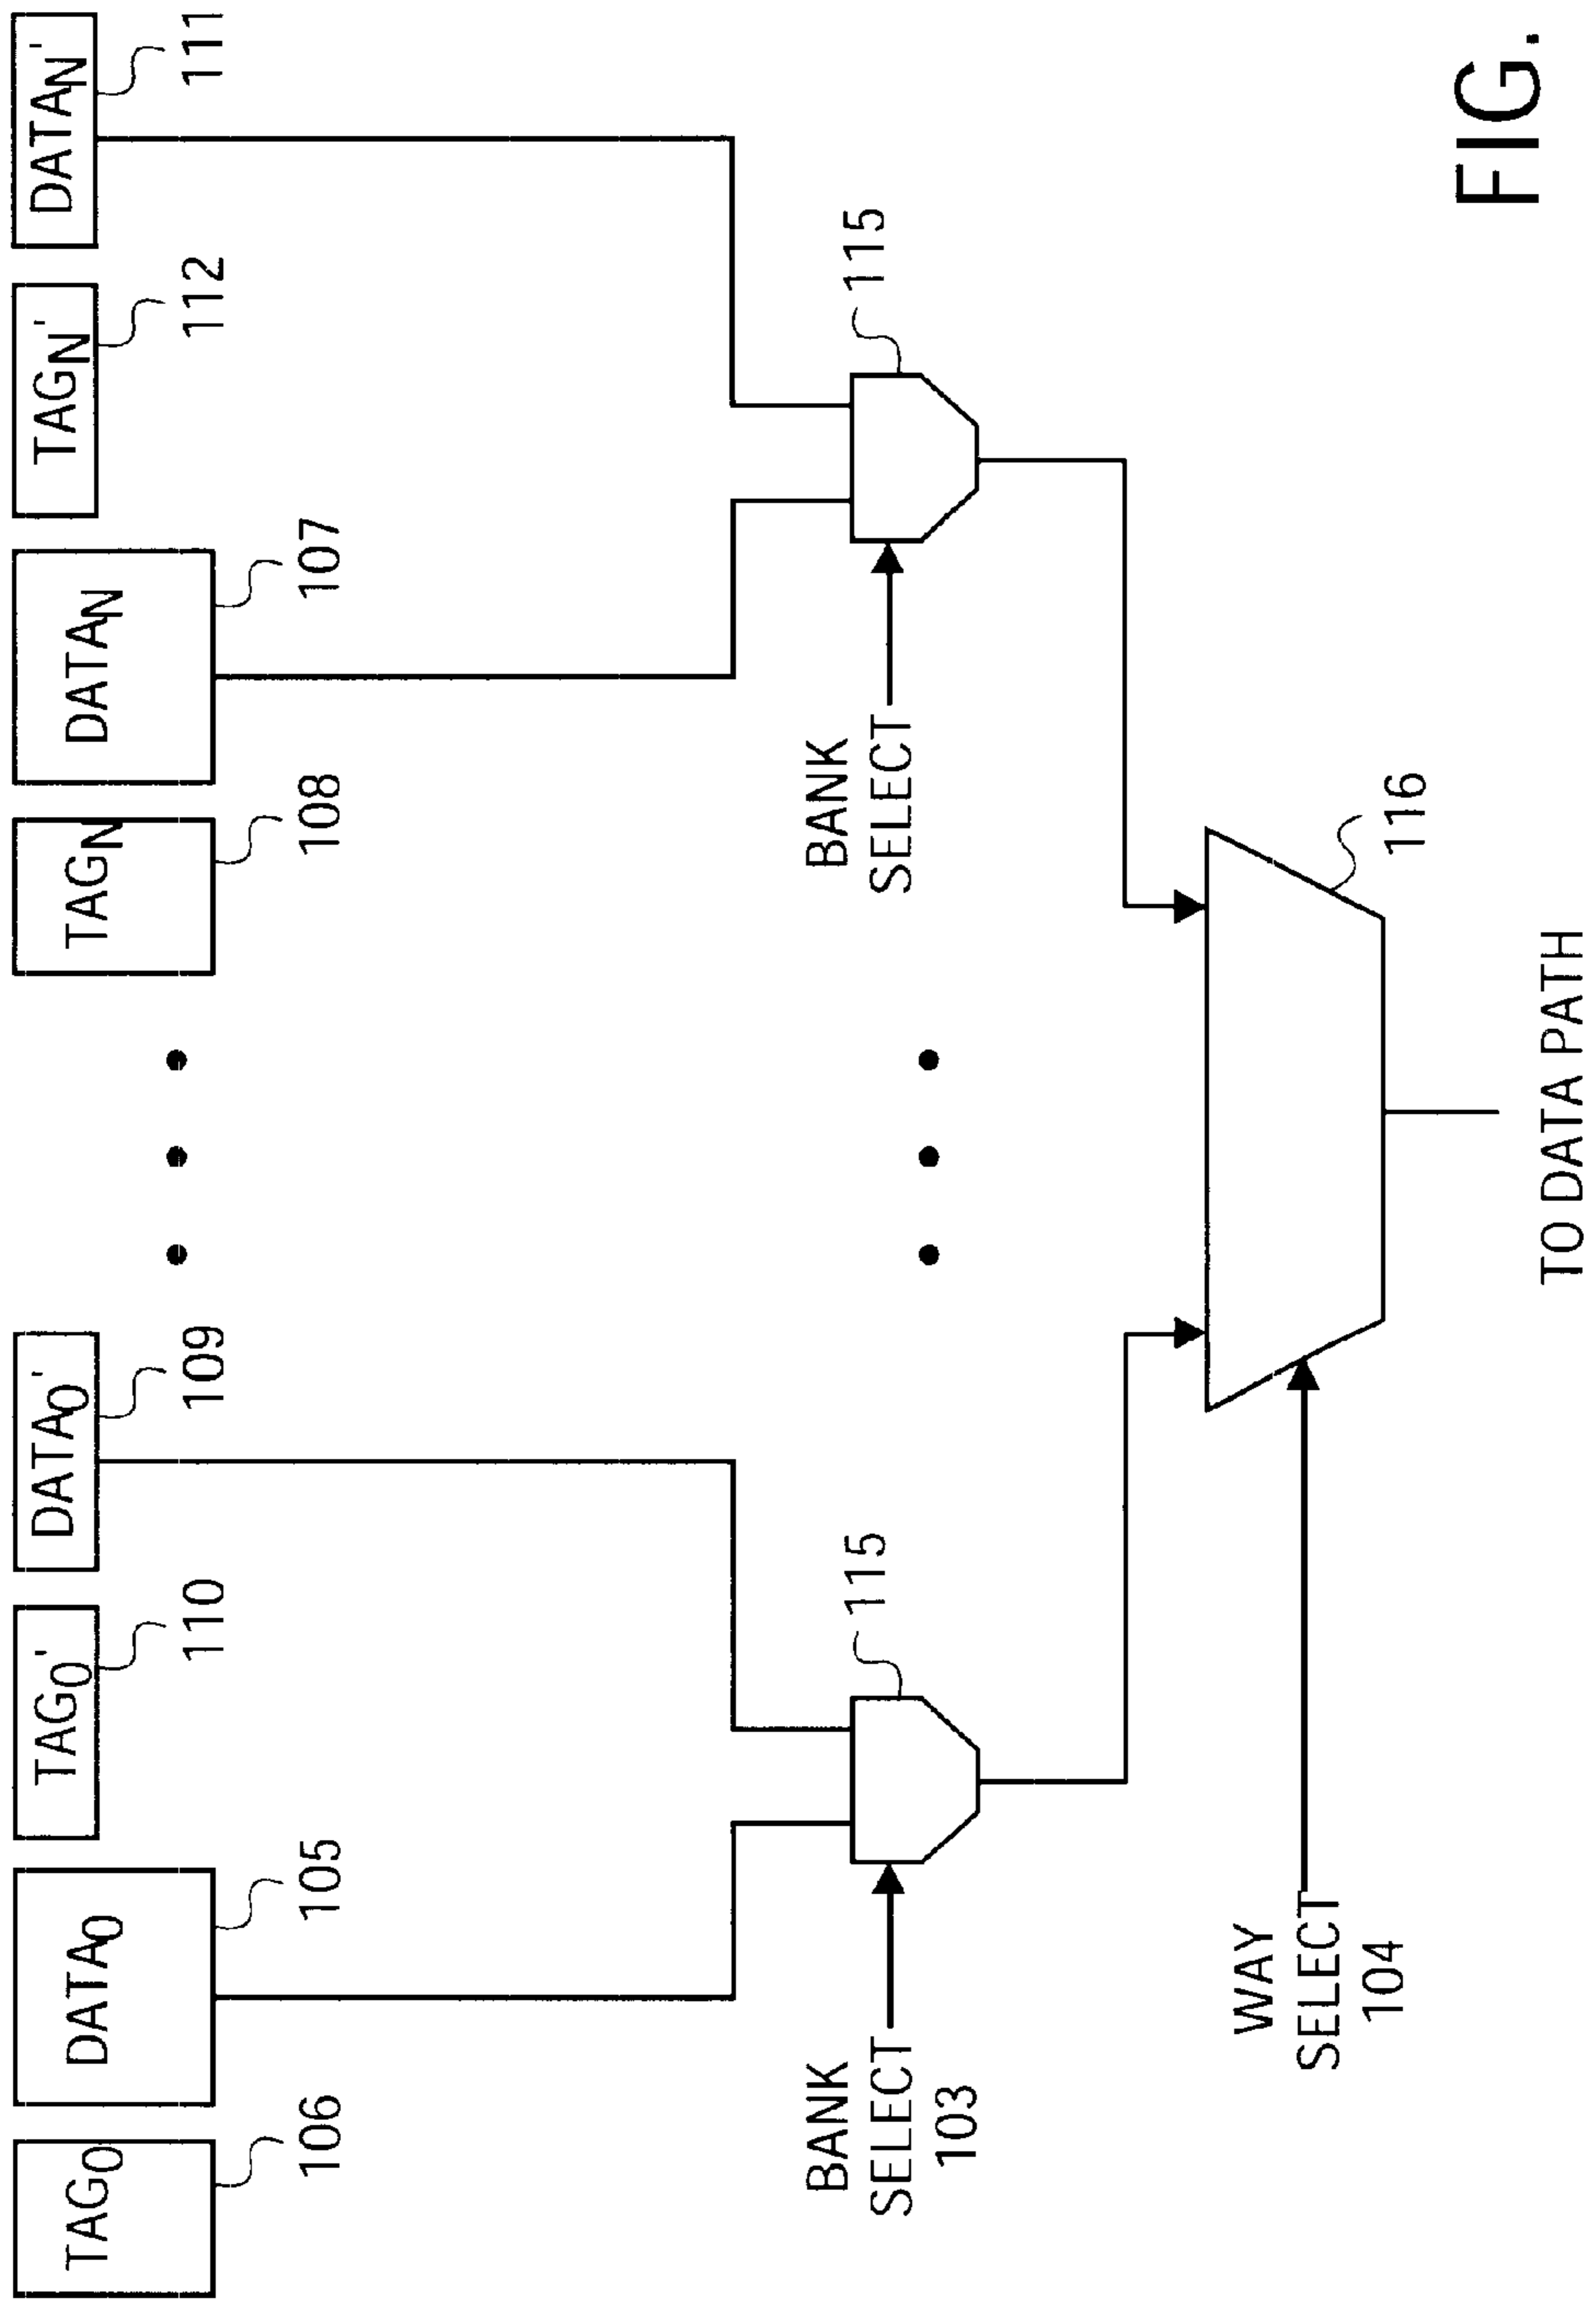 TAG0
106
DATA0
105
TAG0'
110
DATA0'
109
TAGN
108
DATAN
107
TAGN'
112
DATAN'
111
BANK
SELECT
103
115
BANK
SELECT
115
WAY
SELECT
104
116
TO DATA PATH
FIG.